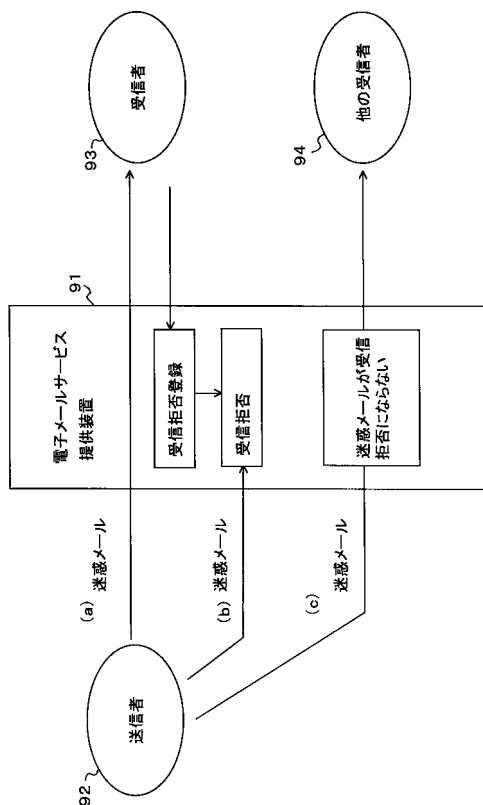 92
送信者
(a)
迷惑メール
(b)
迷惑メール
(c)
迷惑メール
91
電子メールサービス
提供装置
受信拒否登録
受信拒否
迷惑メールが受信
拒否にならない
93
受信者
94
他の受信者